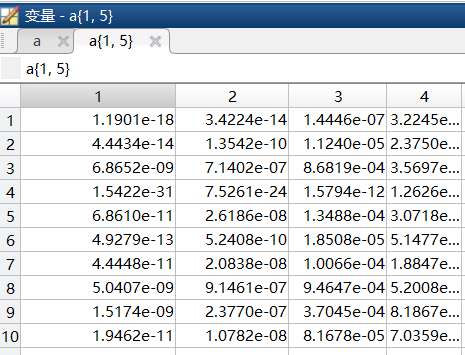 变量 - a{1, 5}
a a{1, 5}
a{1, 5}
1 2 3 4
1 1.1901e-18 3.4224e-14 1.4446e-07 3.2245e...
2 4.4434e-14 1.3542e-10 1.1240e-05 2.3750e...
3 6.8652e-09 7.1402e-07 8.6819e-04 3.5697e...
4 1.5422e-31 7.5261e-24 1.5794e-12 1.2626e...
5 6.8610e-11 2.6186e-08 1.3488e-04 3.0718e...
6 4.9279e-13 5.2408e-10 1.8508e-05 5.1477e...
7 4.4448e-11 2.0838e-08 1.0066e-04 1.8847e...
8 5.0407e-09 9.1461e-07 9.4647e-04 5.2008e...
9 1.5174e-09 2.3770e-07 3.7045e-04 8.1867e...
10 1.9462e-11 1.0782e-08 8.1678e-05 7.0359e...